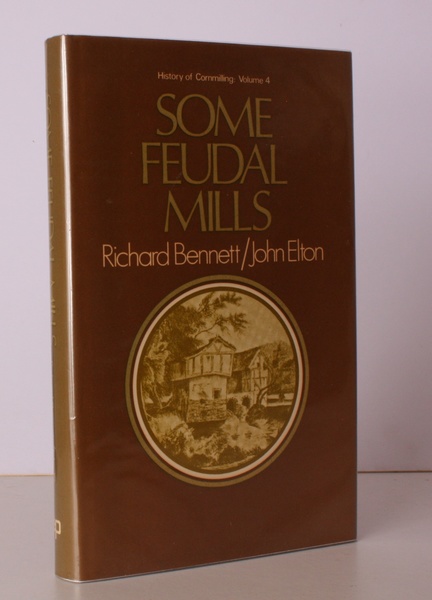 History of Cornmilling: Volume 4
SOME
FEUDAL
MILLS
Richard Bennett/John Elton